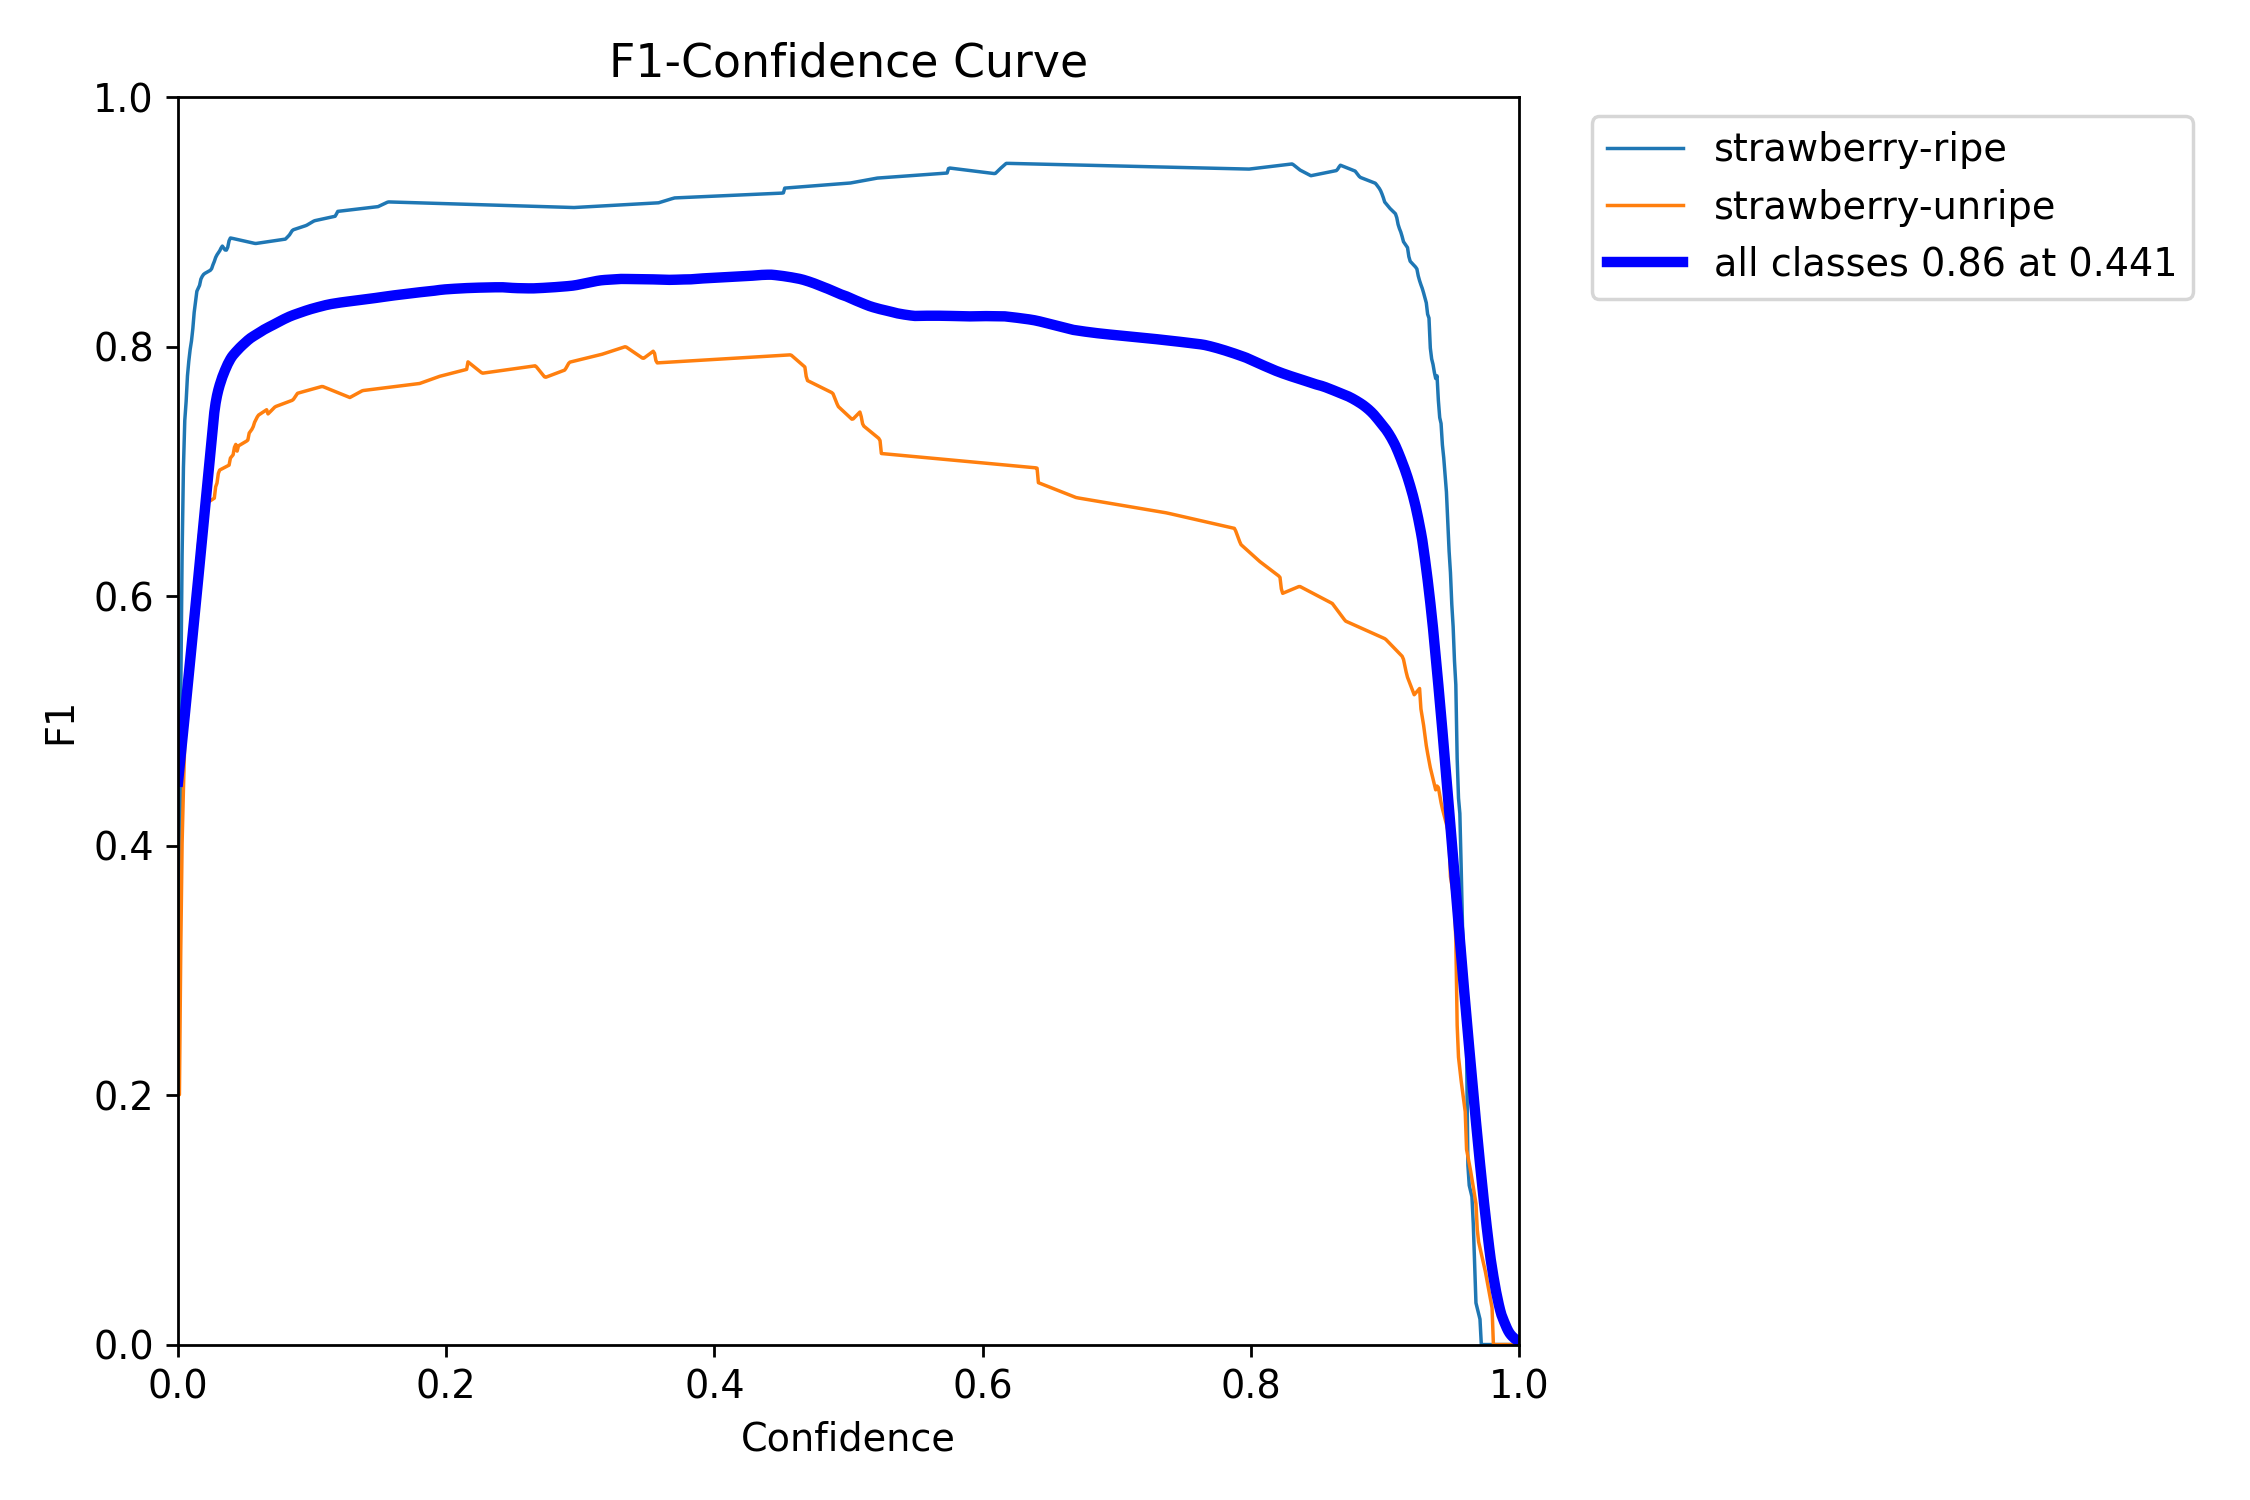 F1-Confidence Curve
1.0
0.8
0.6
0.4
0.2
0.0
F1
0.0 0.2 0.4 0.6 0.8 1.0
Confidence
strawberry-ripe
strawberry-unripe
all classes 0.86 at 0.441